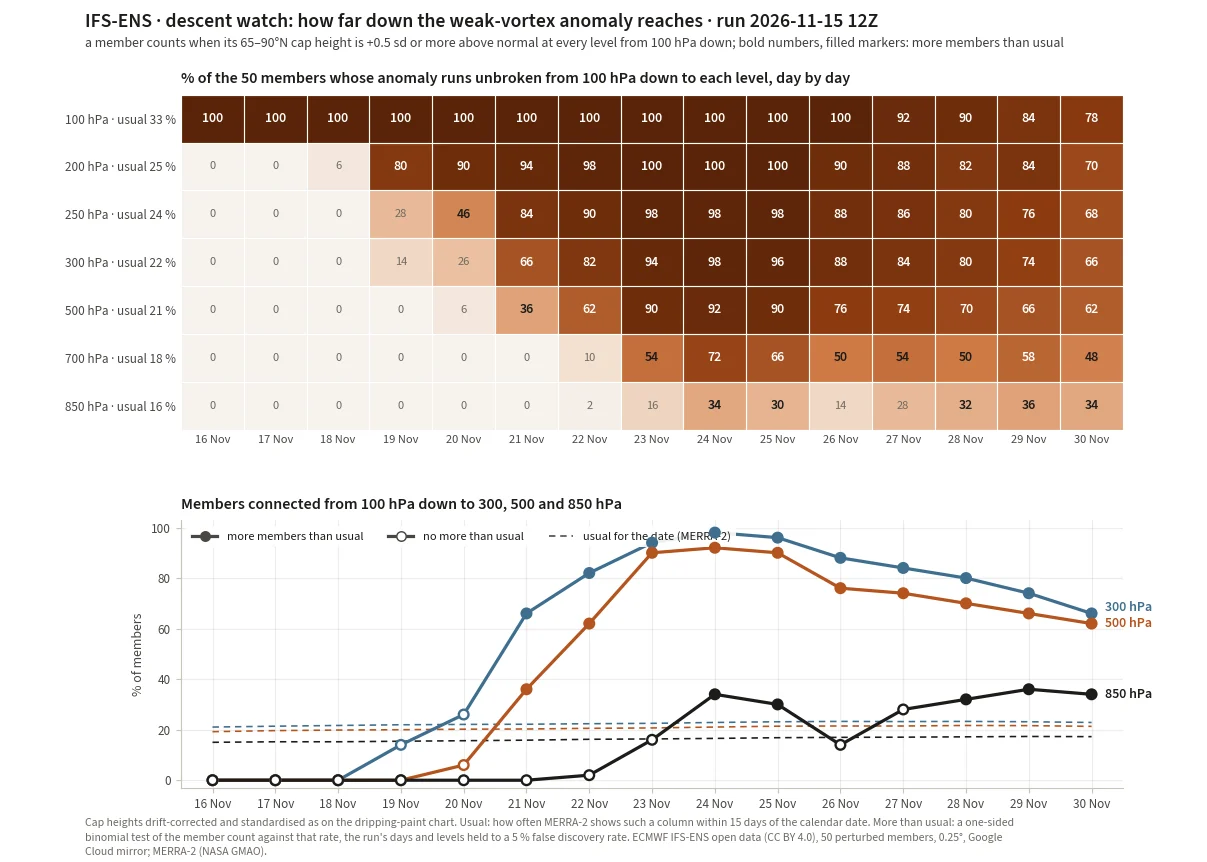 IFS-ENS · descent watch: how far down the weak-vortex anomaly reaches · run 2026-11-15 12Z
a member counts when its 65–90°N cap height is +0.5 sd or more above normal at every level from 100 hPa down; bold numbers, filled markers: more members than usual
% of the 50 members whose anomaly runs unbroken from 100 hPa down to each level, day by day
100 hPa · usual 33 % 100 100 100 100 100 100 100 100 100 100 100 92 90 84 78
200 hPa · usual 25 % 0 0 6 80 90 94 98 100 100 100 90 88 82 84 70
250 hPa · usual 24 % 0 0 0 28 46 84 90 98 98 98 88 86 80 76 68
300 hPa · usual 22 % 0 0 0 14 26 66 82 94 98 96 88 84 80 74 66
500 hPa · usual 21 % 0 0 0 0 6 36 62 90 92 90 76 74 70 66 62
700 hPa · usual 18 % 0 0 0 0 0 0 10 54 72 66 50 54 50 58 48
850 hPa · usual 16 % 0 0 0 0 0 0 2 16 34 30 14 28 32 36 34
16 Nov 17 Nov 18 Nov 19 Nov 20 Nov 21 Nov 22 Nov 23 Nov 24 Nov 25 Nov 26 Nov 27 Nov 28 Nov 29 Nov 30 Nov
Members connected from 100 hPa down to 300, 500 and 850 hPa
more members than usual no more than usual usual for the date (MERRA-2)
100
80
60
40
20
0
% of members
300 hPa
500 hPa
850 hPa
16 Nov 17 Nov 18 Nov 19 Nov 20 Nov 21 Nov 22 Nov 23 Nov 24 Nov 25 Nov 26 Nov 27 Nov 28 Nov 29 Nov 30 Nov
Cap heights drift-corrected and standardised as on the dripping-paint chart. Usual: how often MERRA-2 shows such a column within 15 days of the calendar date. More than usual: a one-sided
binomial test of the member count against that rate, the run's days and levels held to a 5 % false discovery rate. ECMWF IFS-ENS open data (CC BY 4.0), 50 perturbed members, 0.25°, Google
Cloud mirror; MERRA-2 (NASA GMAO).